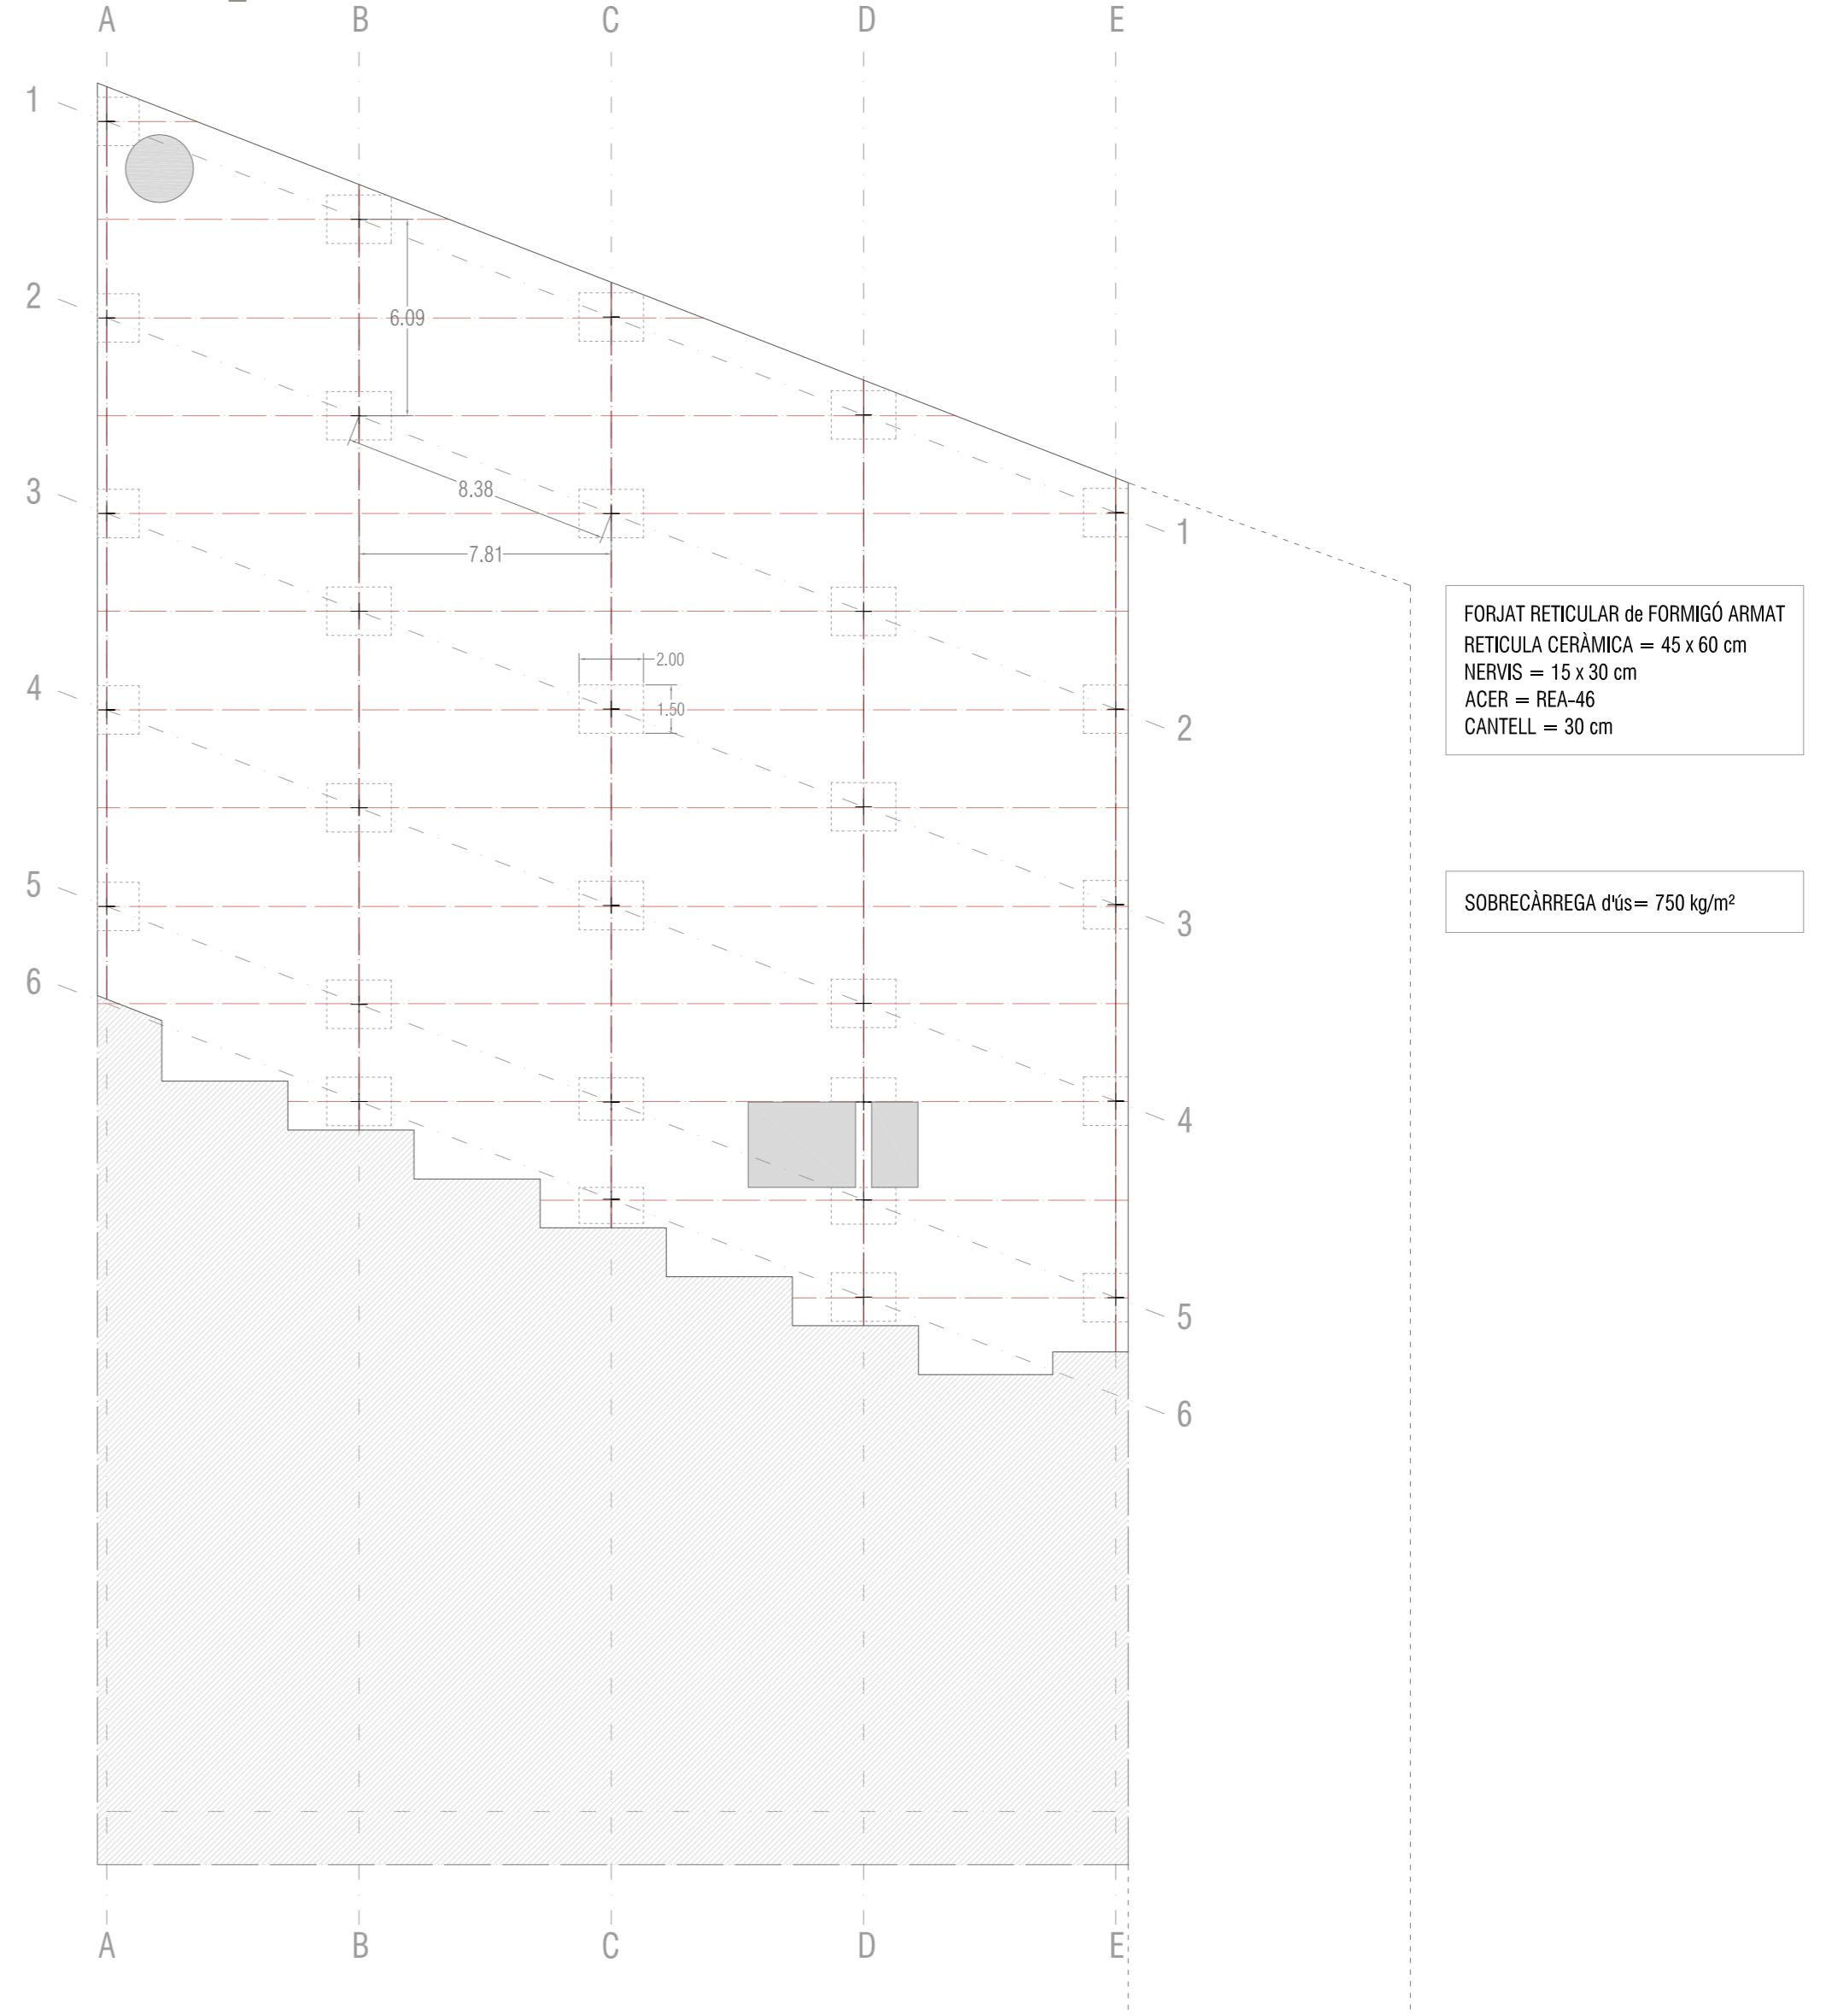 A B C D E
1
2
6.09
3
8.38
1
7.81
FORJAT RETICULAR de FORMIGÓ ARMAT
RETICULA CERÀMICA = 45 x 60 cm
NERVIS = 15 x 30 cm
ACER = REA-46
CANTELL = 30 cm
2.00
4
1.50
2
5
SOBRECÀRREGA d'ús= 750 kg/m²
3
6
4
5
6
A B C D E